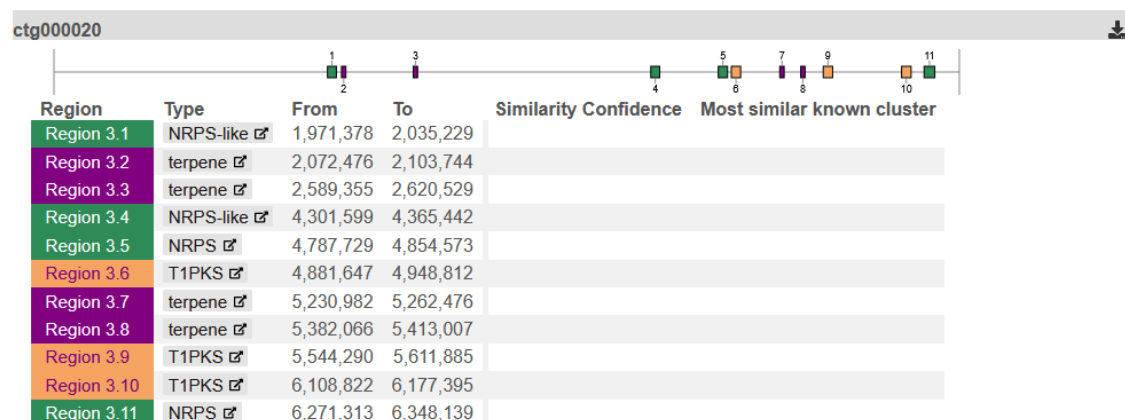 ctg000020
1 3 5 7 9 11
2 4 6 8 10
Region Type From To Similarity Confidence Most similar known cluster
Region 3.1 NRPS-like 1,971,378 2,035,229
Region 3.2 terpene 2,072,476 2,103,744
Region 3.3 terpene 2,589,355 2,620,529
Region 3.4 NRPS-like 4,301,599 4,365,442
Region 3.5 NRPS 4,787,729 4,854,573
Region 3.6 T1PKS 4,881,647 4,948,812
Region 3.7 terpene 5,230,982 5,262,476
Region 3.8 terpene 5,382,066 5,413,007
Region 3.9 T1PKS 5,544,290 5,611,885
Region 3.10 T1PKS 6,108,822 6,177,395
Region 3.11 NRPS 6,271,313 6,348,139